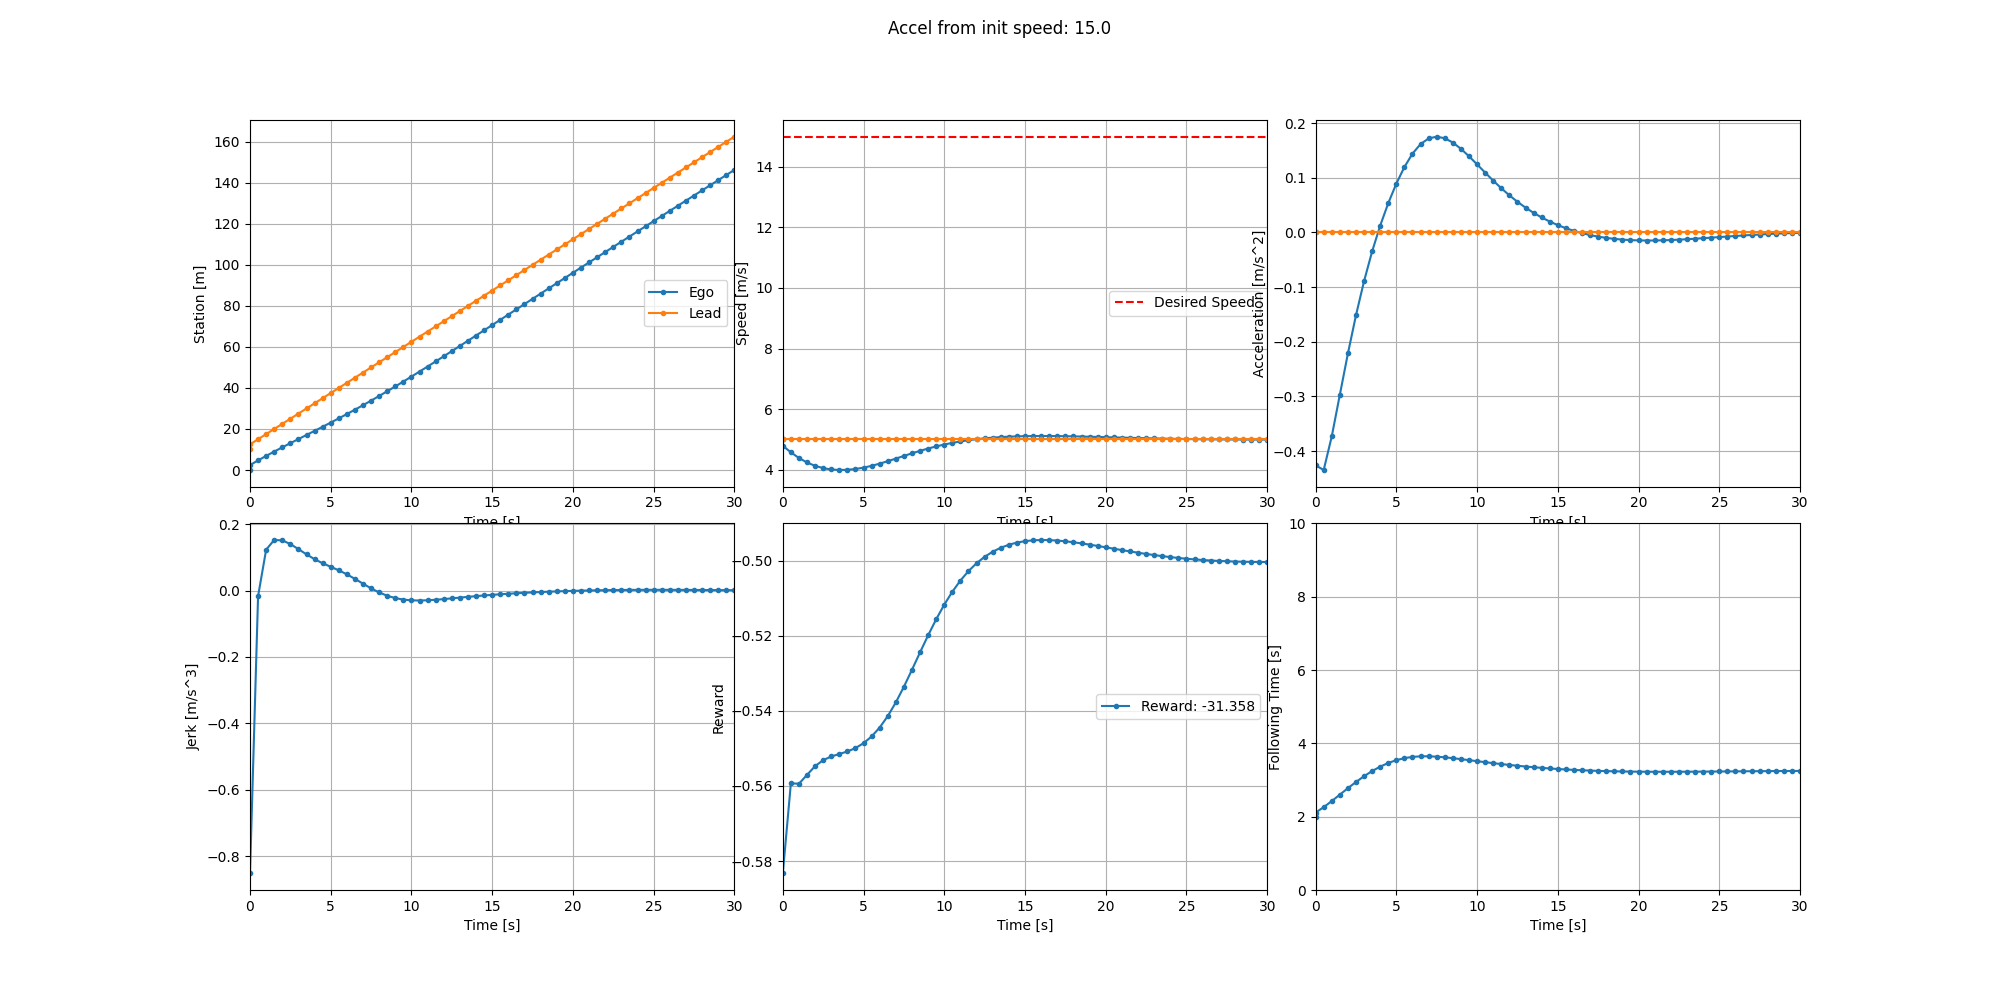 Accel from init speed: 15.0
160
140
120
100
80
60
40
20
0
Station [m]
Ego
Lead
0 5 10 15 20 25 30
Time [s]
14
12
10
8
6
4
Speed [m/s]
Desired Speed
0 5 10 15 20 25 30
Time [s]
0.2
0.1
0.0
−0.1
−0.2
−0.3
−0.4
Acceleration [m/s^2]
0 5 10 15 20 25 30
Time [s]
0.2
0.0
−0.2
−0.4
−0.6
−0.8
Jerk [m/s^3]
0 5 10 15 20 25 30
Time [s]
−0.50
−0.52
−0.54
−0.56
−0.58
Reward
Reward: -31.358
0 5 10 15 20 25 30
Time [s]
10
8
6
4
2
0
Following Time [s]
0 5 10 15 20 25 30
Time [s]